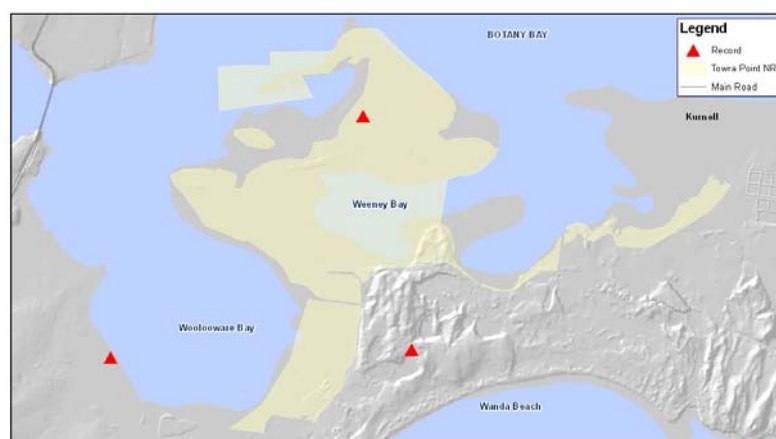 BOTANY BAY
Legend
Record
Towra Point NR
Main Road
Kurnell
Weeney Bay
Woolooware Bay
Wanda Beach